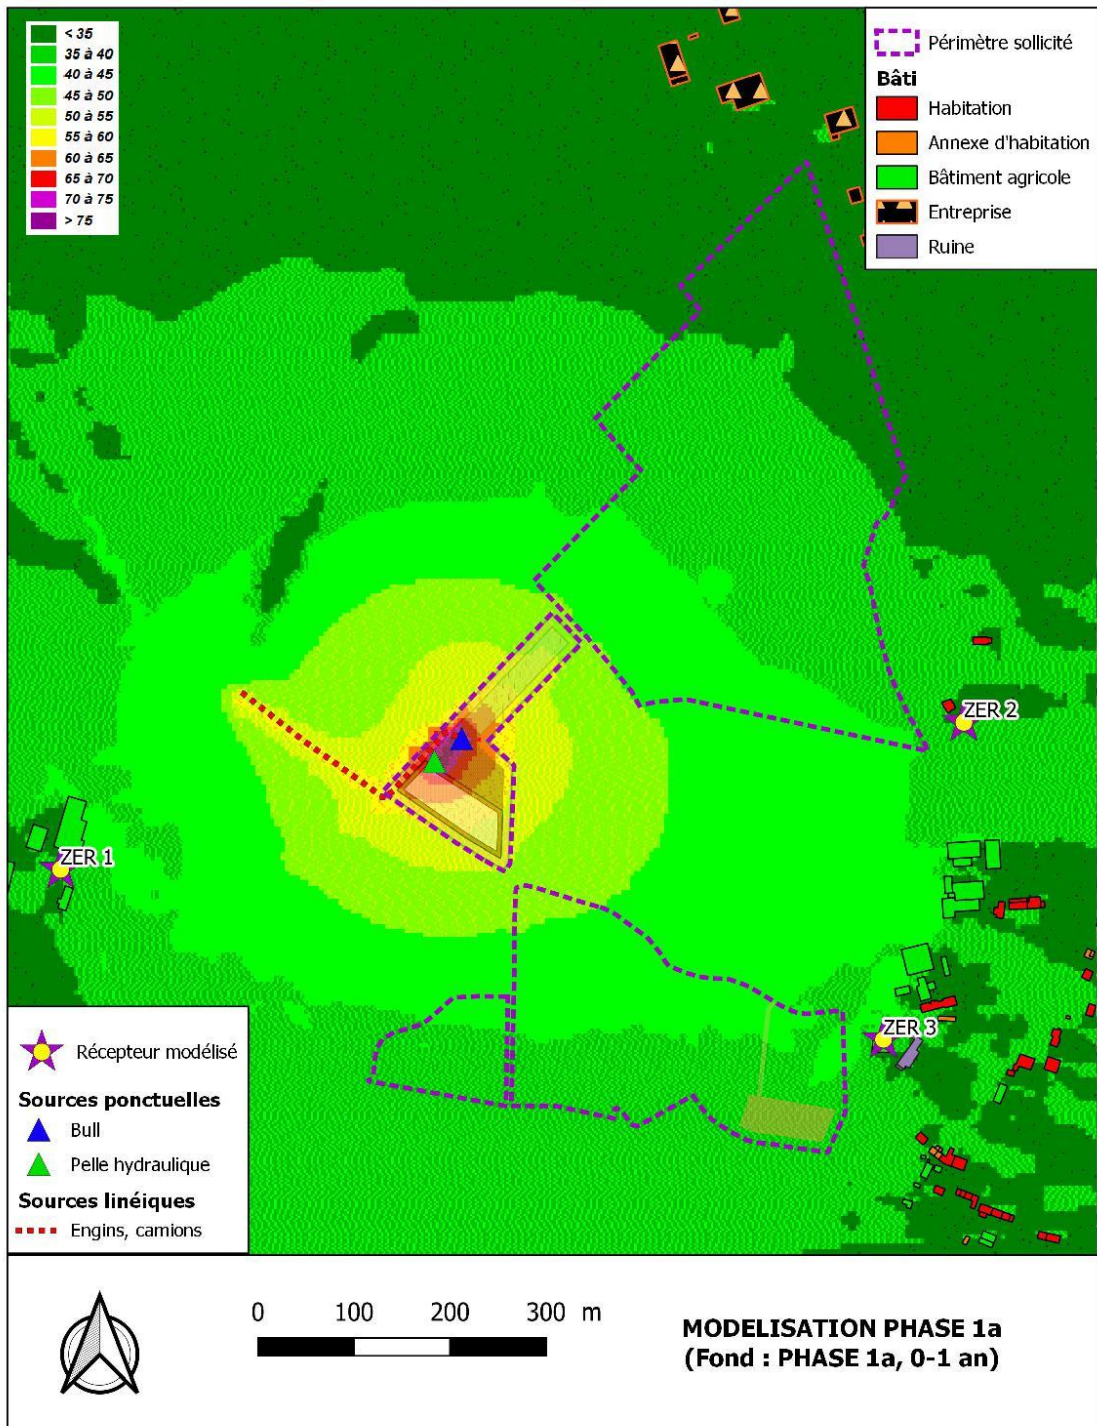 < 35
35 à 40
40 à 45
45 à 50
50 à 55
55 à 60
60 à 65
65 à 70
70 à 75
> 75
Périmètre sollicité
Bâti
Habitation
Annexe d'habitation
Bâtiment agricole
Entreprise
Ruine
ZER 2
ZER 1
ZER 3
Récepteur modélisé
Sources ponctuelles
Bull
Pelle hydraulique
Sources linéiques
Engins, camions
0 100 200 300 m
MODELISATION PHASE 1a
(Fond : PHASE 1a, 0-1 an)